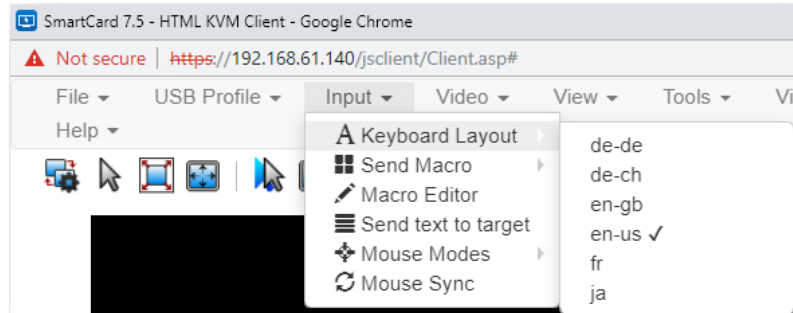 SmartCard 7.5 - HTML KVM Client - Google Chrome
Not secure | https://192.168.61.140/jsclient/Client.asp#
File USB Profile Input Video View Tools Vi
Help
A Keyboard Layout
Send Macro
Macro Editor
Send text to target
Mouse Modes
Mouse Sync
de-de
de-ch
en-gb
en-us ✓
fr
ja